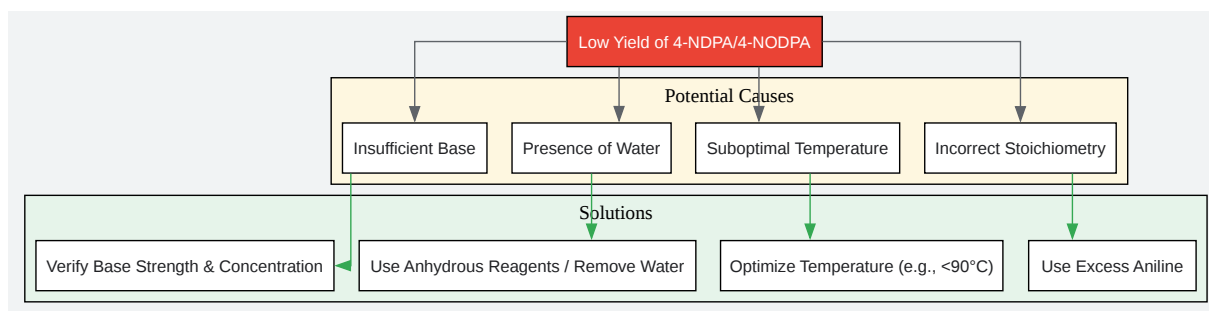 Low Yield of 4-NDPA/4-NODPA
Potential Causes
Insufficient Base
Presence of Water
Suboptimal Temperature
Incorrect Stoichiometry
Solutions
Verify Base Strength & Concentration
Use Anhydrous Reagents / Remove Water
Optimize Temperature (e.g., <90°C)
Use Excess Aniline